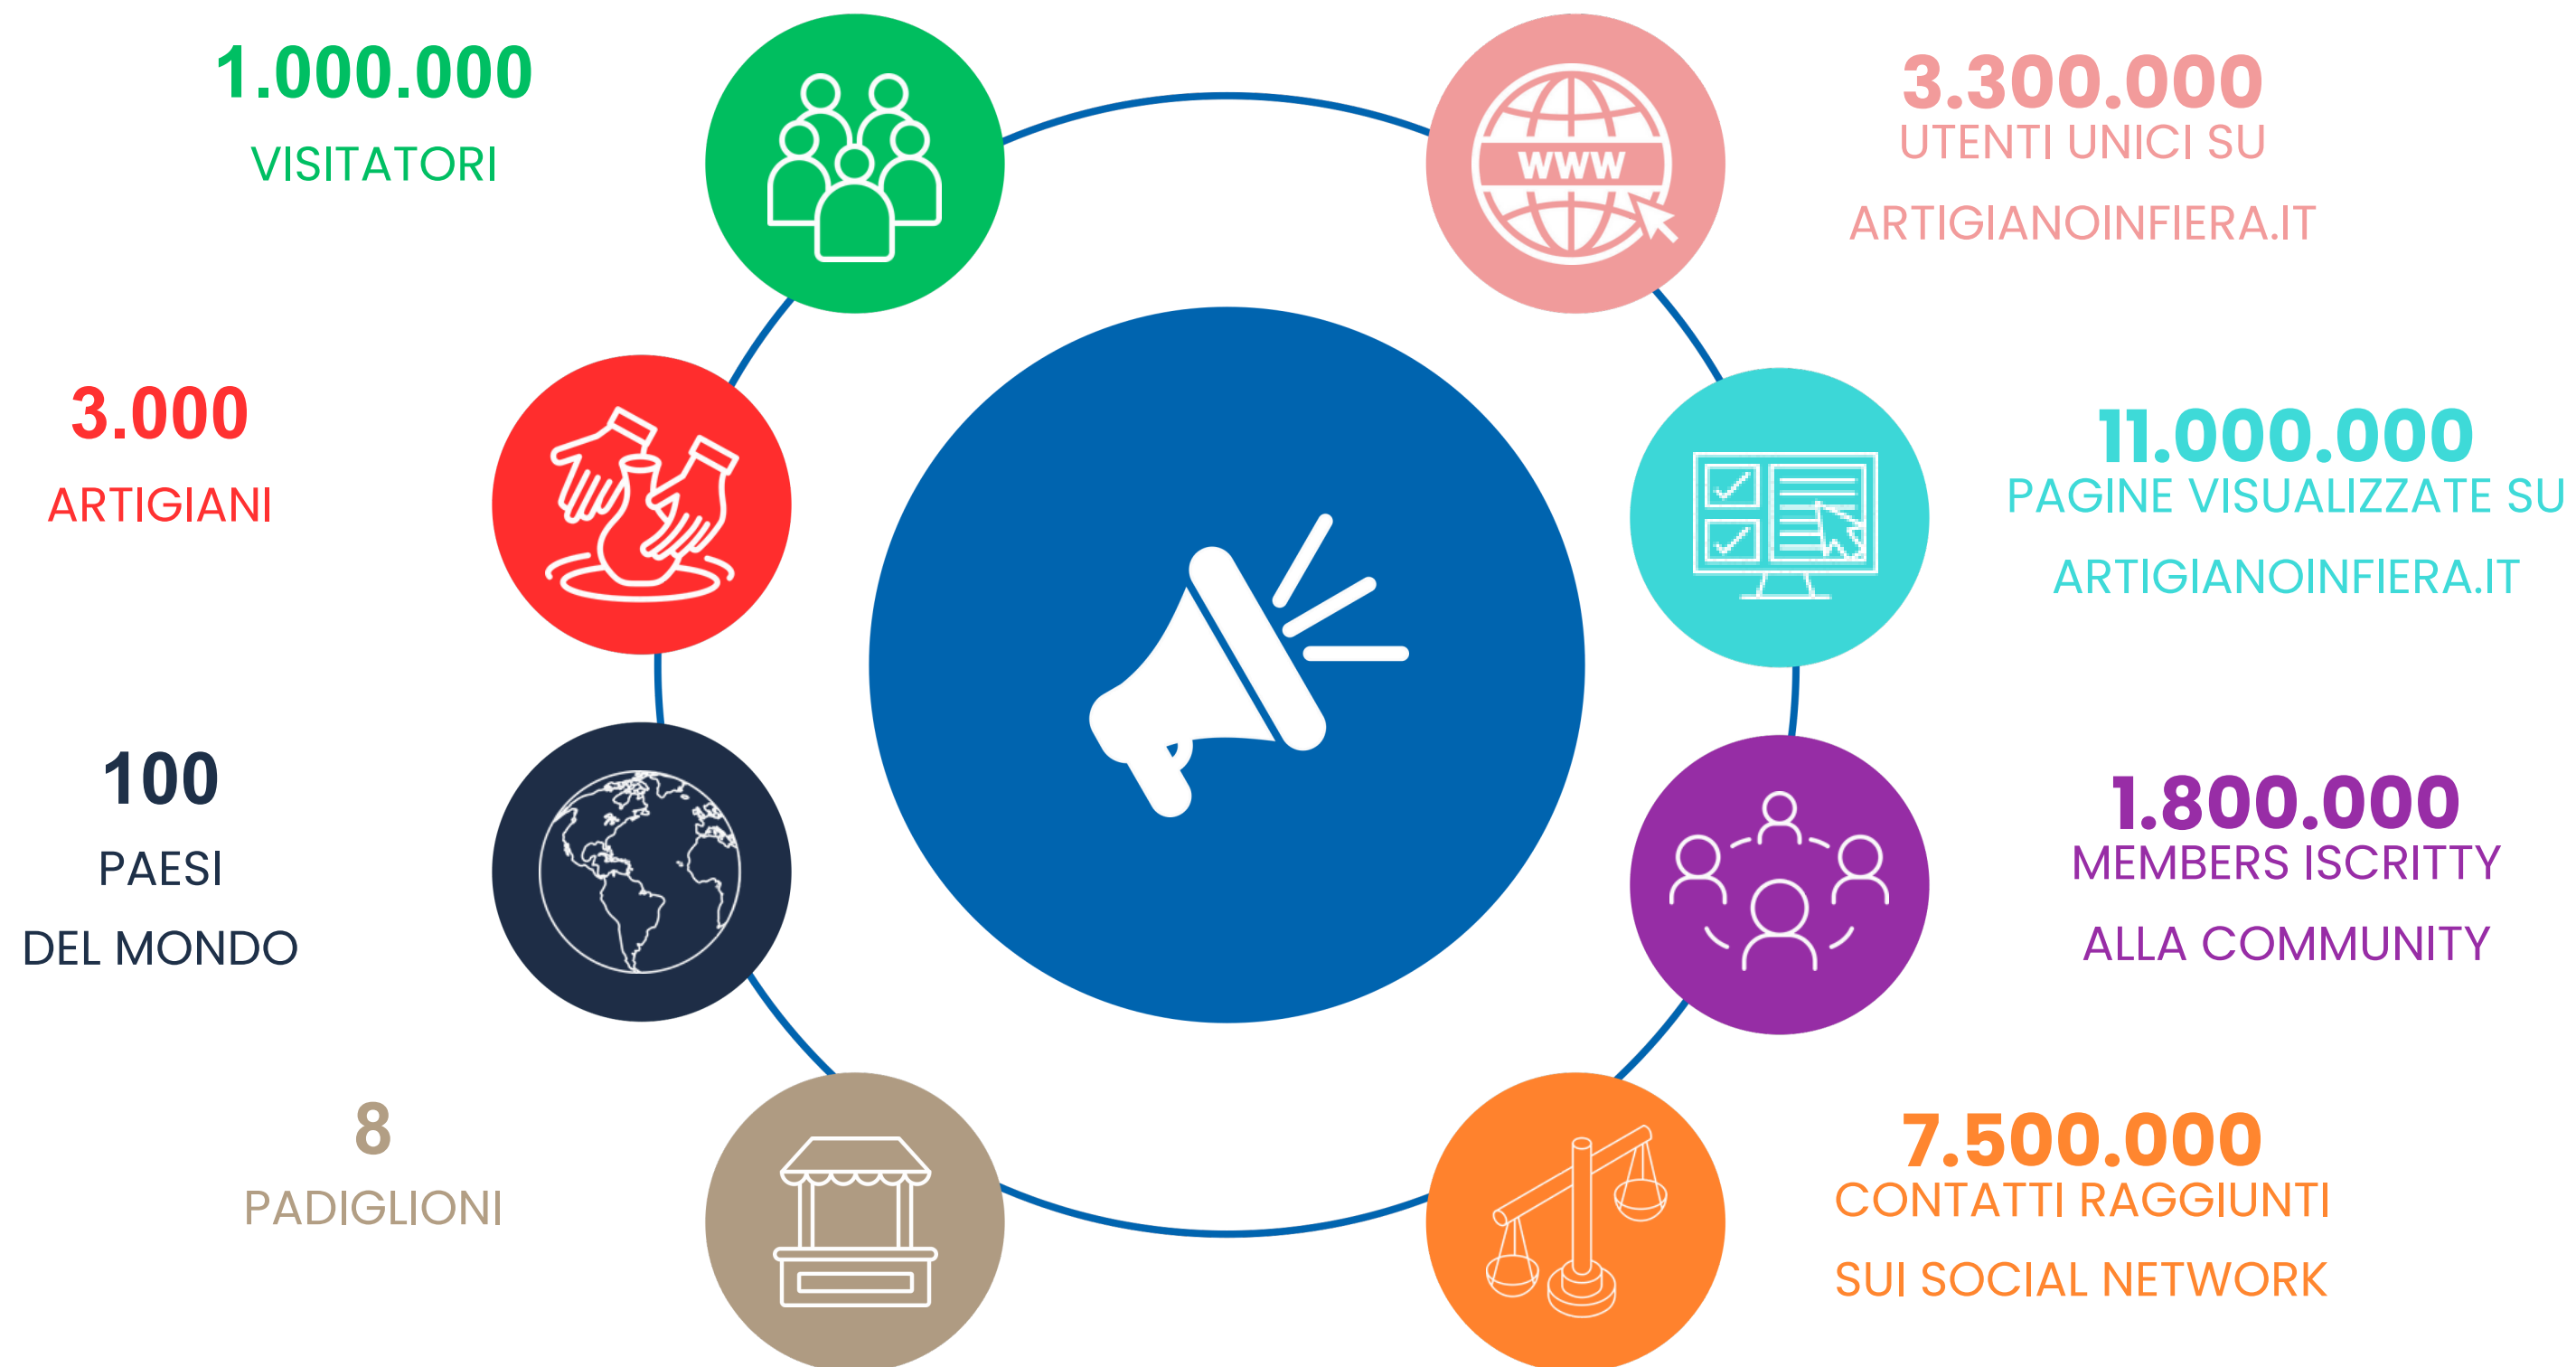 1.000.000
VISITATORI
3.000
ARTIGIANI
100
PAESI
DEL MONDO
8
PADIGLIONI
WWW
3.300.000
UTENTI UNICI SU
ARTIGIANOINFIERA.IT
11.000.000
PAGINE VISUALIZZATE SU
ARTIGIANOINFIERA.IT
1.800.000
MEMBERS ISCRITTY
ALLA COMMUNITY
7.500.000
CONTATTI RAGGIUNTI
SUI SOCIAL NETWORK